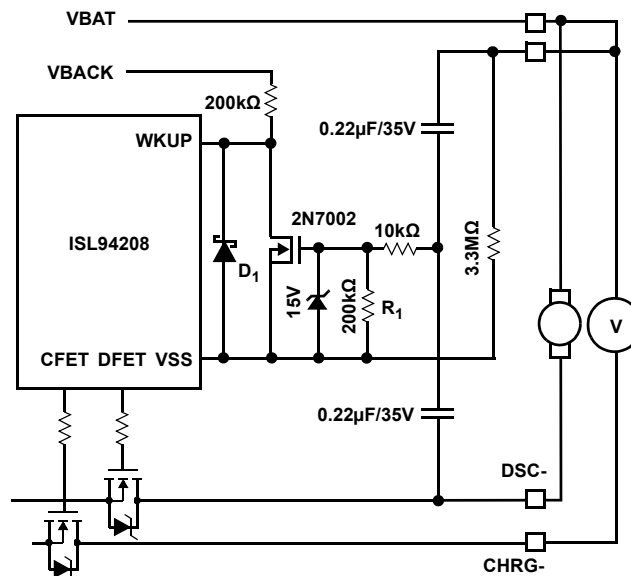 VBAT
VBACK
200kΩ
WKUP
0.22µF/35V
2N7002
10kΩ
3.3MΩ
ISL94208
D1
15V
200kΩ
R1
V
CFET DFET VSS
0.22µF/35V
DSC-
CHRG-